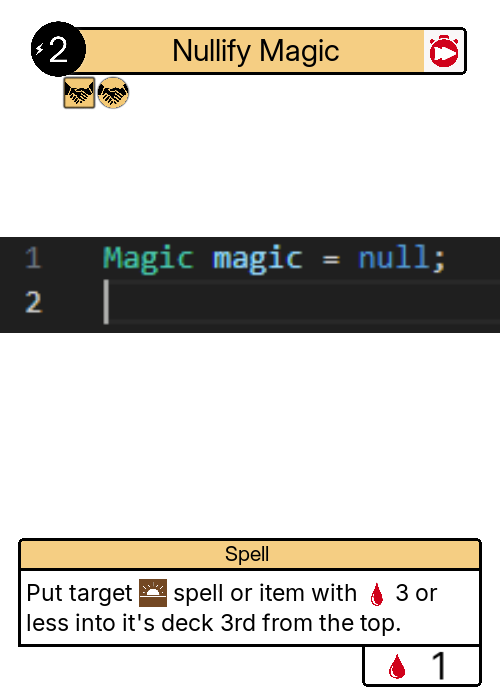 2
Nullify Magic
1 Magic magic = null;
2
Spell
Put target spell or item with 3 or
less into it's deck 3rd from the top.
1